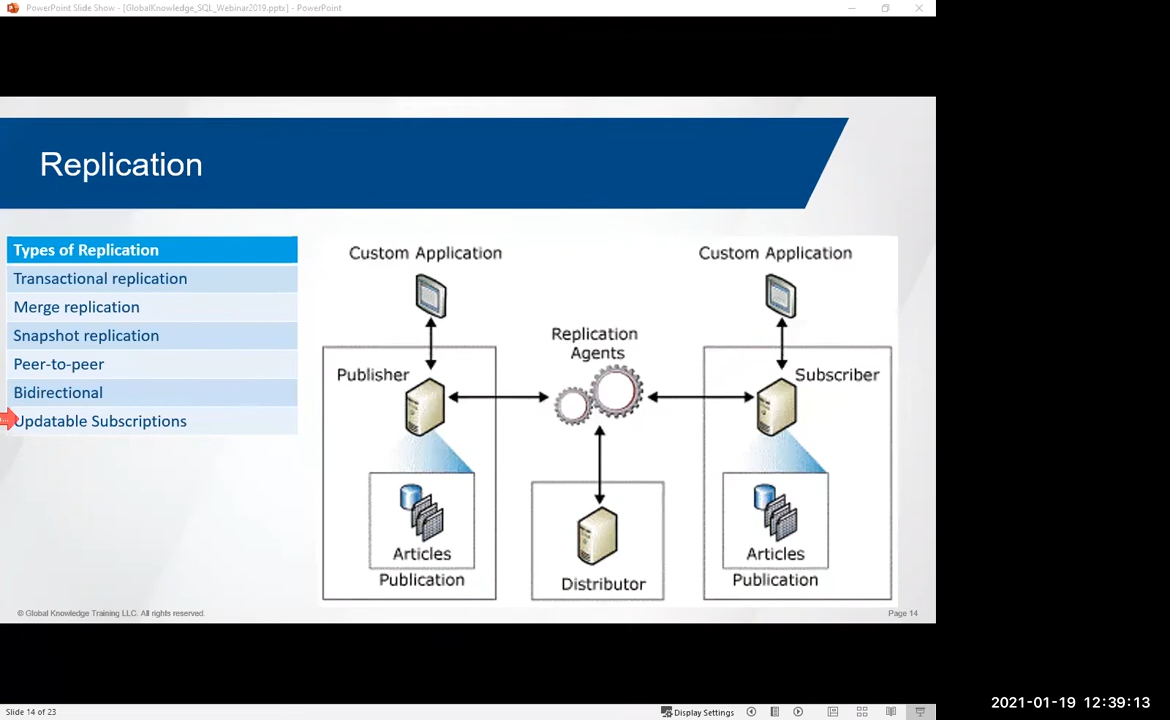 PowerPoint Slide Show - [GlobalKnowledge_SQL_Webinar2019.pptx] - PowerPoint
Replication
Types of Replication
Transactional replication
Merge replication
Snapshot replication
Peer-to-peer
Bidirectional
Updatable Subscriptions
Custom Application
Custom Application
Replication
Agents
Publisher
Subscriber
Articles
Publication
Distributor
Articles
Publication
© Global Knowledge Training LLC. All rights reserved.
Page 14
Slide 14 of 23
Display Settings
2021-01-19 12:39:13